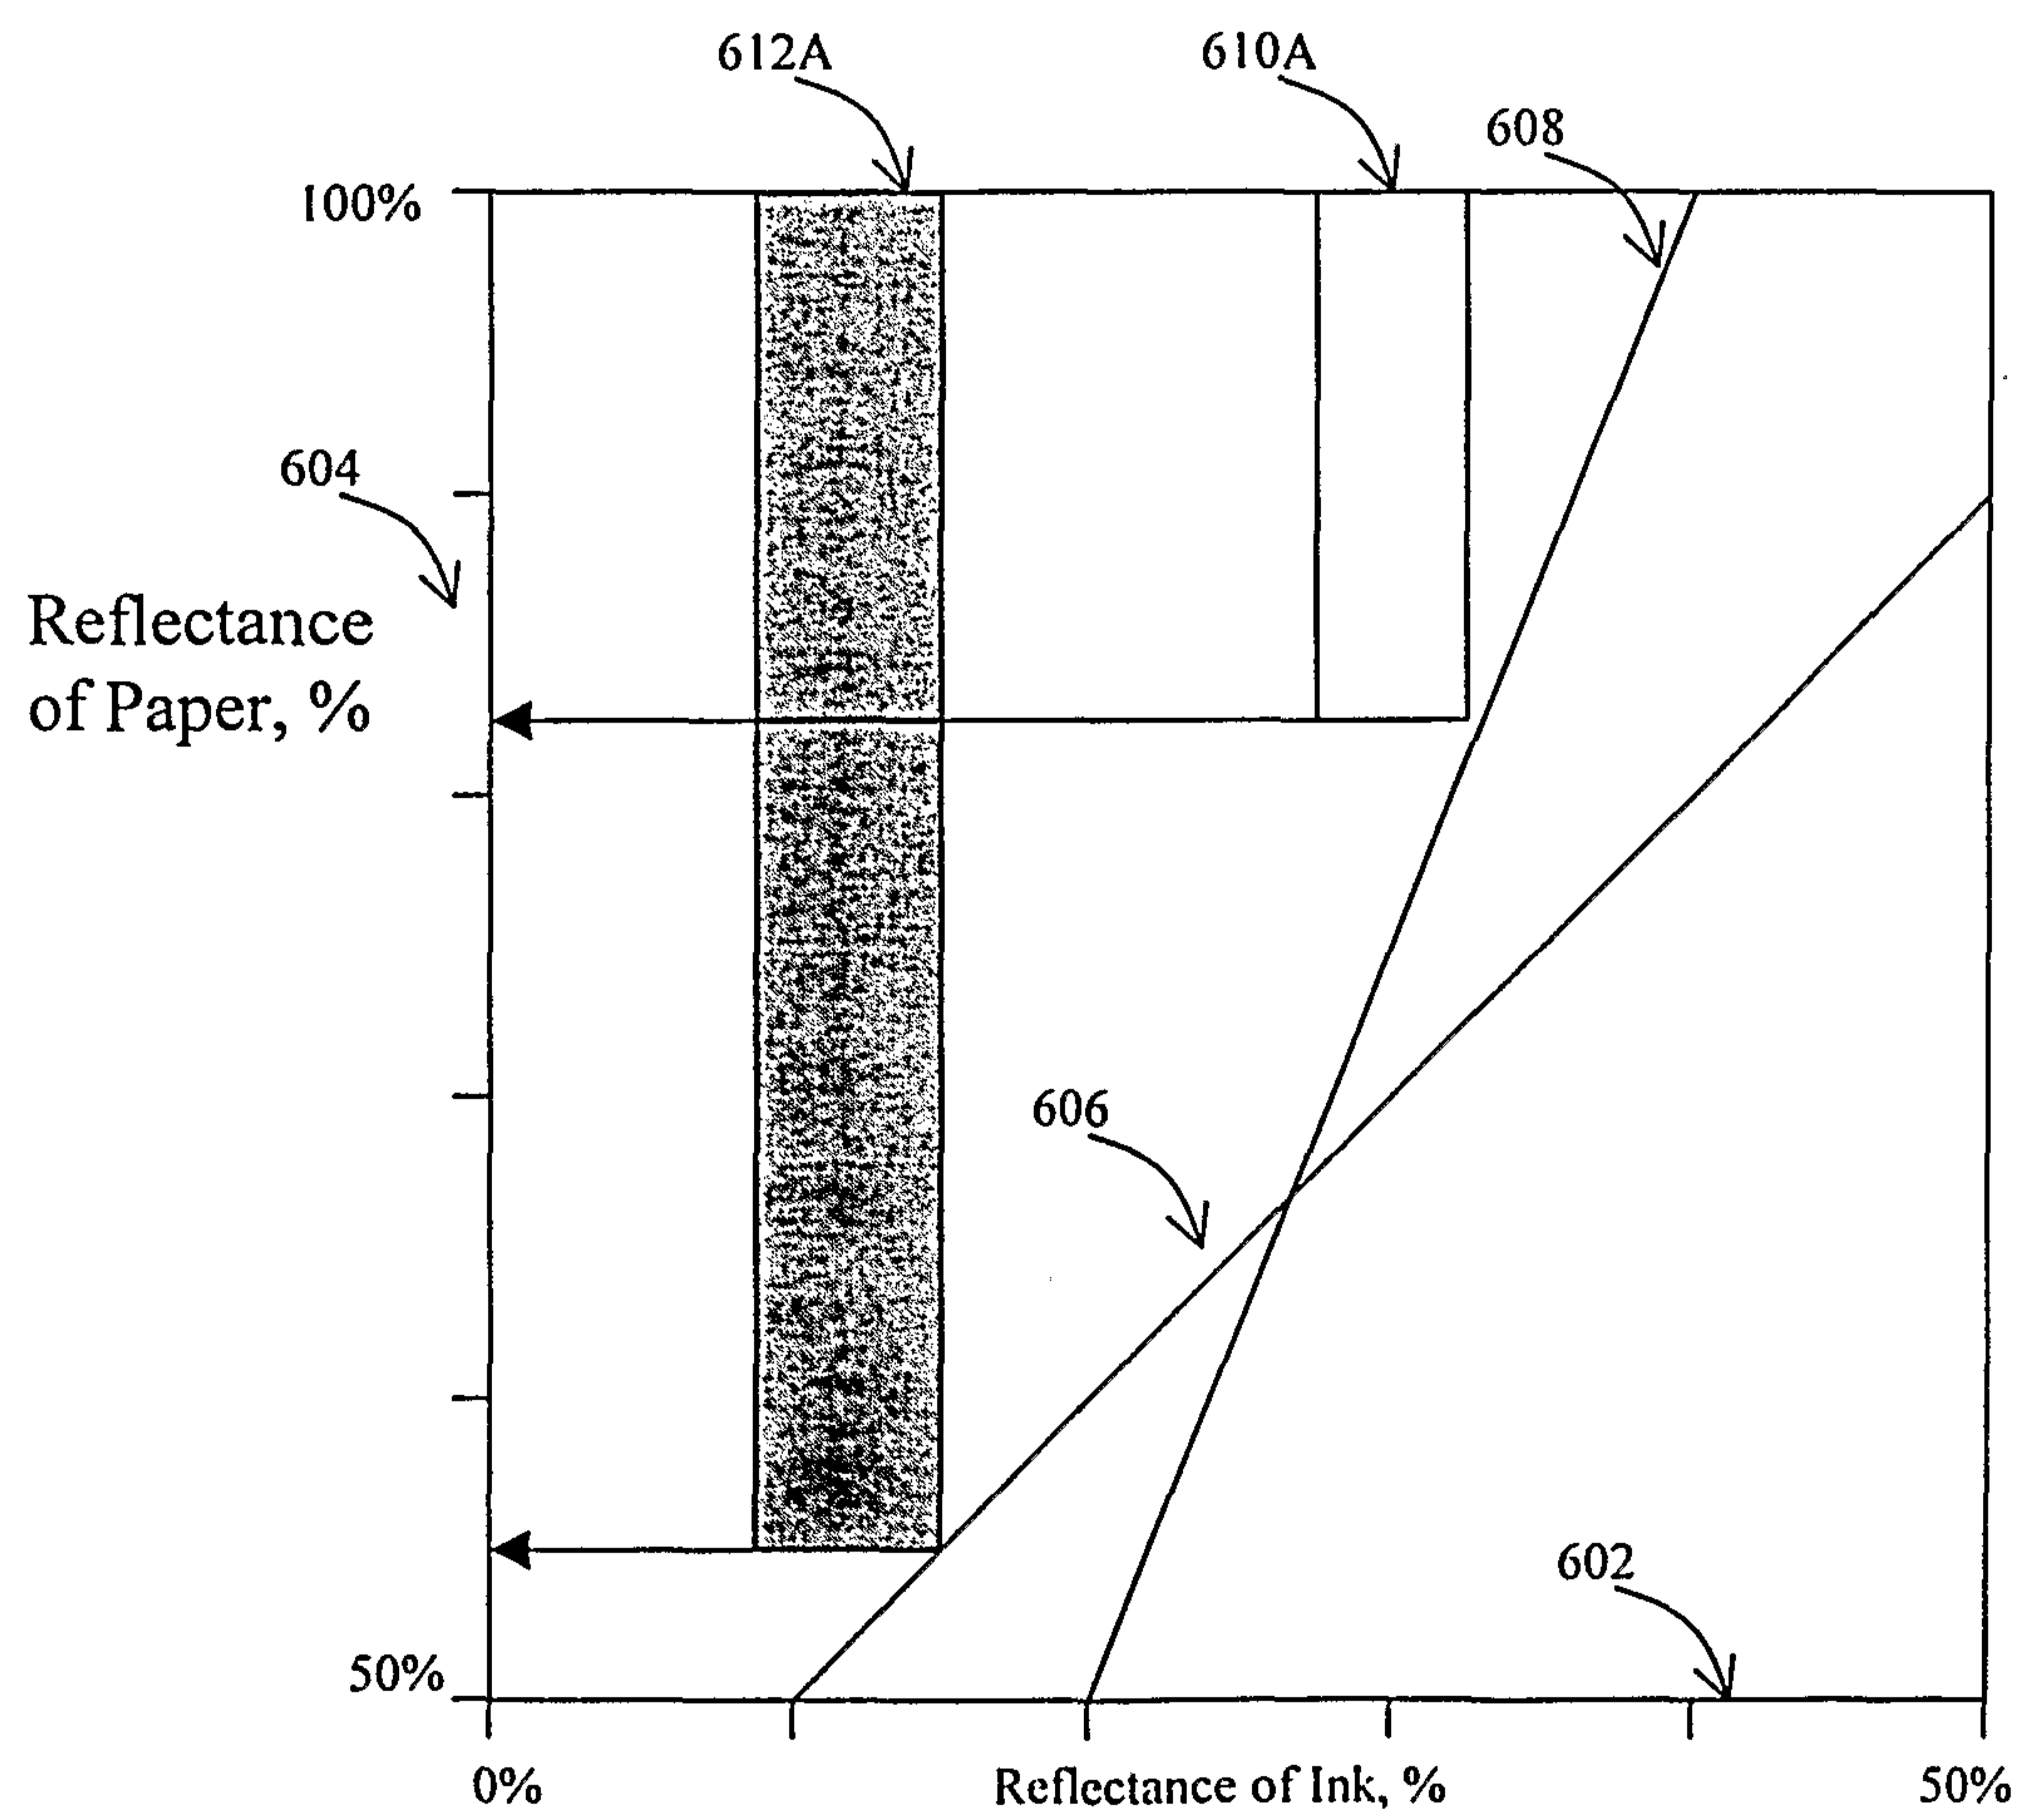 612A
610A
608
100%
604
Reflectance
of Paper, %
606
602
50%
0%
Reflectance of Ink, %
50%